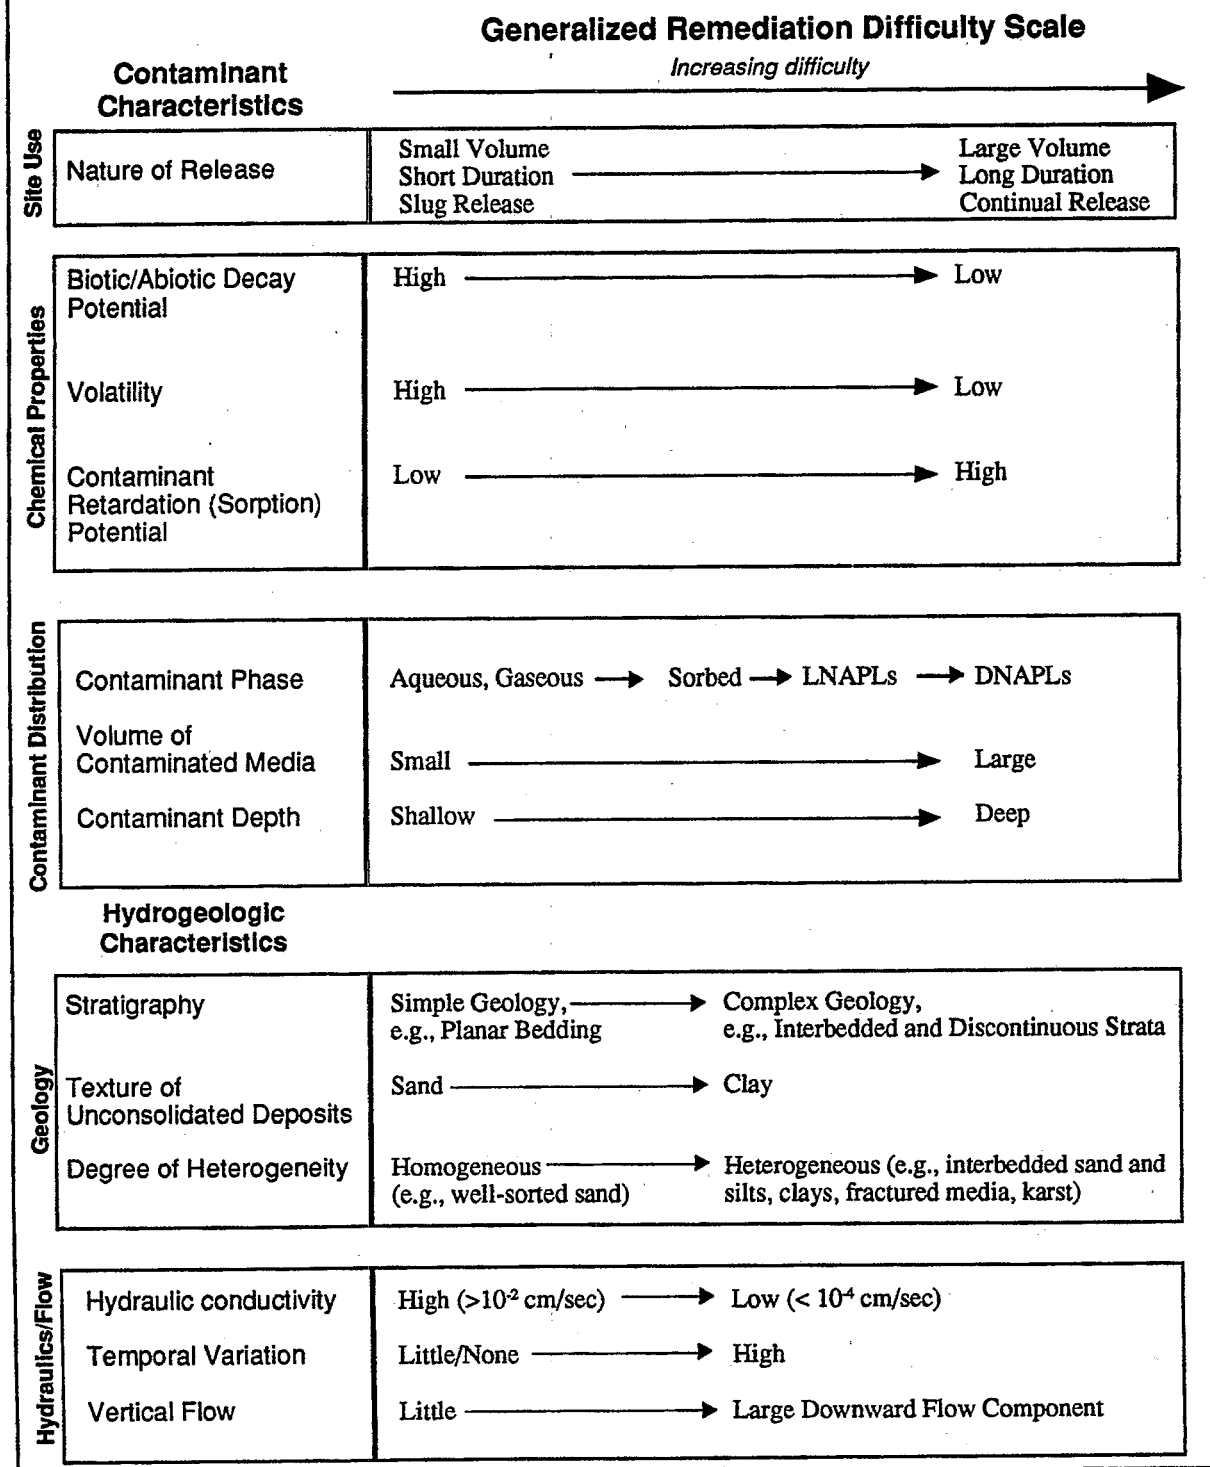 Generalized Remediation Difficulty Scale
Increasing difficulty
Contaminant
Characteristics
Site Use
Nature of Release
Small Volume
Short Duration
Slug Release
Large Volume
Long Duration
Continual Release
Chemical Properties
Biotic/Abiotic Decay
Potential
High
Low
Volatility
High
Low
Contaminant
Retardation (Sorption)
Potential
Low
High
Contaminant Distribution
Contaminant Phase
Aqueous, Gaseous
Sorbed
LNAPLs
DNAPLs
Volume of
Contaminated Media
Small
Large
Contaminant Depth
Shallow
Deep
Hydrogeologic
Characteristics
Geology
Stratigraphy
Simple Geology,
e.g., Planar Bedding
Complex Geology,
e.g., Interbedded and Discontinuous Strata
Texture of
Unconsolidated Deposits
Sand
Clay
Degree of Heterogeneity
Homogeneous
(e.g., well-sorted sand)
Heterogeneous (e.g., interbedded sand and
silts, clays, fractured media, karst)
Hydraulics/Flow
Hydraulic conductivity
High (>10⁻² cm/sec)
Low (< 10⁻⁴ cm/sec)
Temporal Variation
Little/None
High
Vertical Flow
Little
Large Downward Flow Component